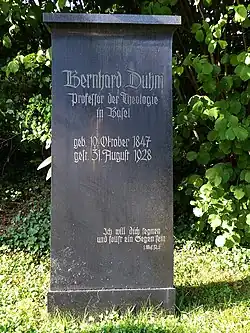 Bernhard Duhm
Professor der Theologie
in Basel
geb. 10. Oktober 1847
gest. 31. August 1928
Ich will dich segnen
und sollst ein Segen sein